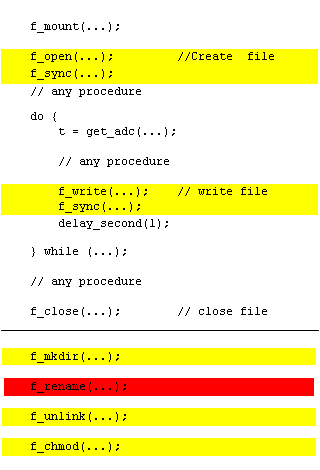 f_mount(...);
f_open(...); //Create file
f_sync(...);
// any procedure
do {
t = get_adc(...);
// any procedure
f_write(...); // write file
f_sync(...);
delay_second(1);
} while (...);
// any procedure
f_close(...); // close file
f_mkdir(...);
f_rename(...);
f_unlink(...);
f_chmod(...);